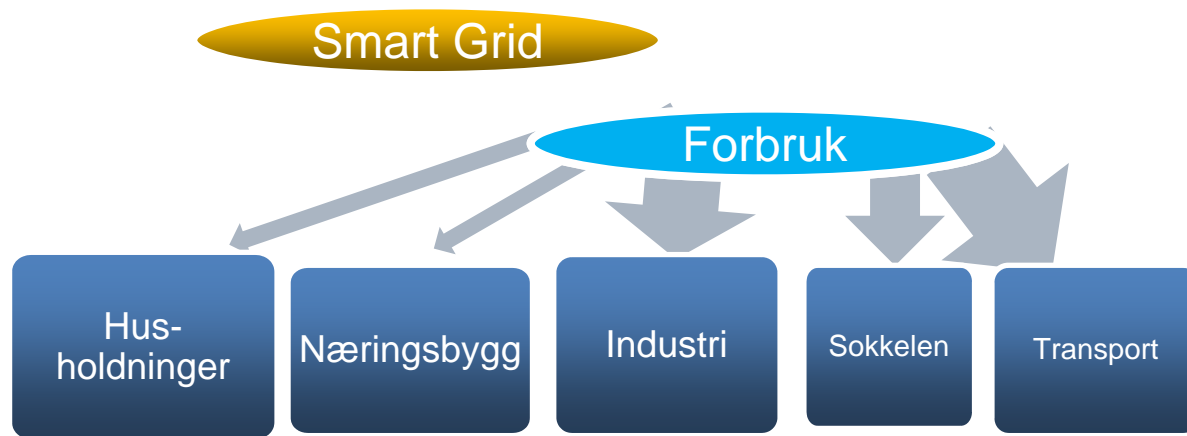 Smart Grid
Forbruk
Hus-
holdninger
Næringsbygg
Industri
Sokkelen
Transport